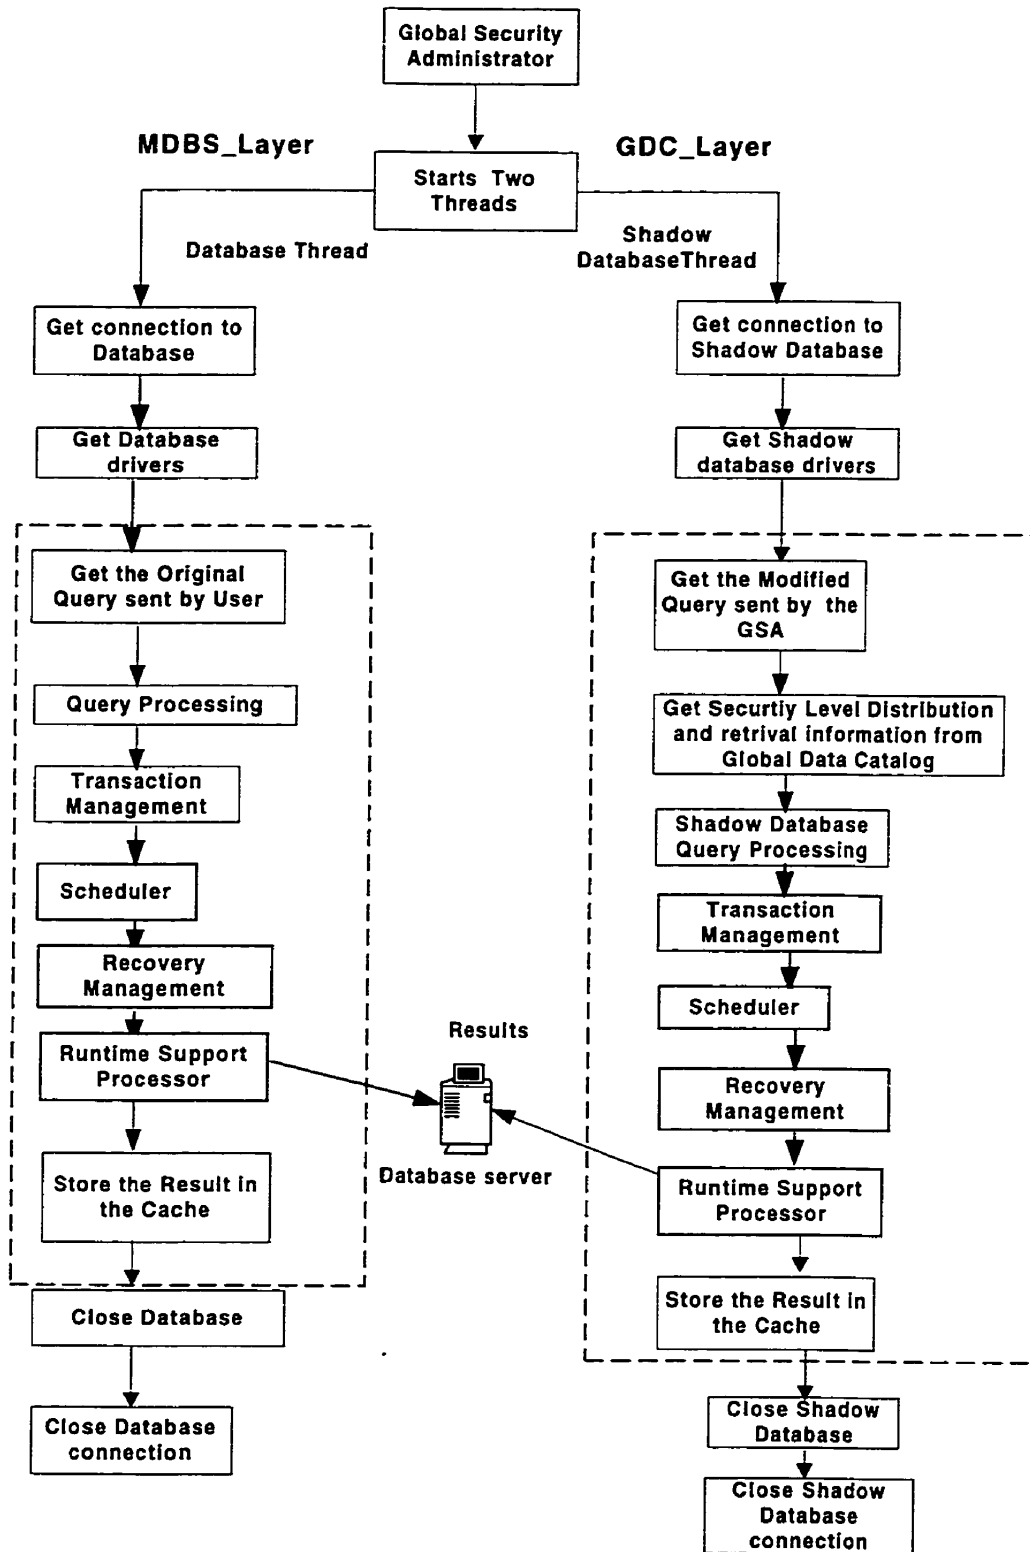 Global Security
Administrator
MDBS_Layer
GDC_Layer
Starts Two
Threads
Database Thread
Shadow
DatabaseThread
Get connection to
Database
Get connection to
Shadow Database
Get Database
drivers
Get Shadow
database drivers
Get the Original
Query sent by User
Query Processing
Transaction
Management
Scheduler
Recovery
Management
Runtime Support
Processor
Store the Result in
the Cache
Close Database
Close Database
connection
Results
Database server
Get the Modified
Query sent by the
GSA
Get Securtiy Level Distribution
and retrival information from
Global Data Catalog
Shadow Database
Query Processing
Transaction
Management
Scheduler
Recovery
Management
Runtime Support
Processor
Store the Result in
the Cache
Close Shadow
Database
Close Shadow
Database
connection